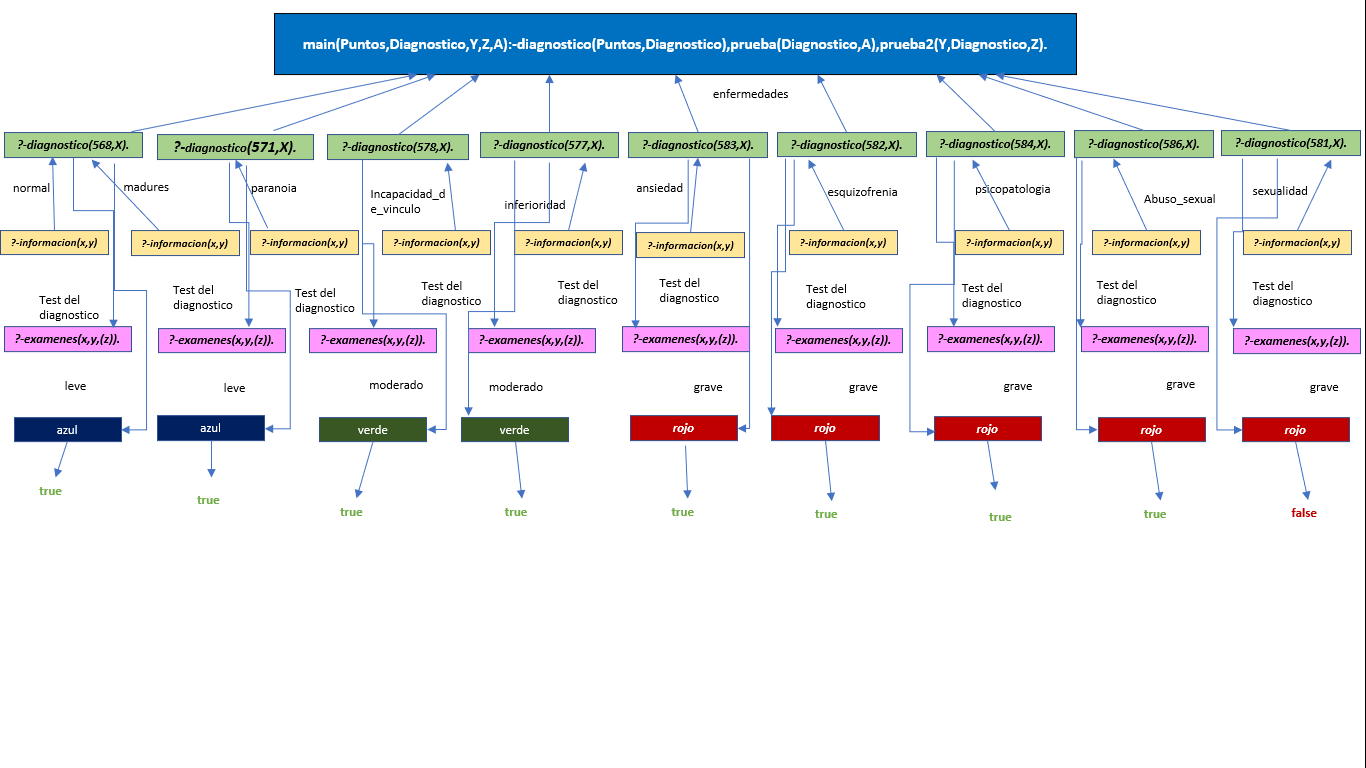 main(Puntos,Diagnostico,Y,Z,A):-diagnostico(Puntos,Diagnostico),prueba(Diagnostico,A),prueba2(Y,Diagnostico,Z).
enfermedades
?-diagnostico(568,X).
?-diagnostico(571,X).
?-diagnostico(578,X).
?-diagnostico(577,X).
?-diagnostico(583,X).
?-diagnostico(582,X).
?-diagnostico(584,X).
?-diagnostico(586,X).
?-diagnostico(581,X).
normal
madures
paranoia
Incapacidad_d
e_vinculo
inferioridad
ansiedad
esquizofrenia
psicopatologia
Abuso_sexual
sexualidad
?-informacion(x,y)
?-informacion(x,y)
?-informacion(x,y)
?-informacion(x,y)
?-informacion(x,y)
?-informacion(x,y)
?-informacion(x,y)
?-informacion(x,y)
?-informacion(x,y)
?-informacion(x,y)
Test del
diagnostico
Test del
diagnostico
Test del
diagnostico
Test del
diagnostico
Test del
diagnostico
Test del
diagnostico
Test del
diagnostico
Test del
diagnostico
Test del
diagnostico
Test del
diagnostico
?-examenes(x,y,(z)).
?-examenes(x,y,(z)).
?-examenes(x,y,(z)).
?-examenes(x,y,(z)).
?-examenes(x,y,(z)).
?-examenes(x,y,(z)).
?-examenes(x,y,(z)).
?-examenes(x,y,(z)).
?-examenes(x,y,(z)).
leve
leve
moderado
moderado
grave
grave
grave
grave
grave
azul
azul
verde
verde
rojo
rojo
rojo
rojo
rojo
true
true
true
true
true
true
true
true
false